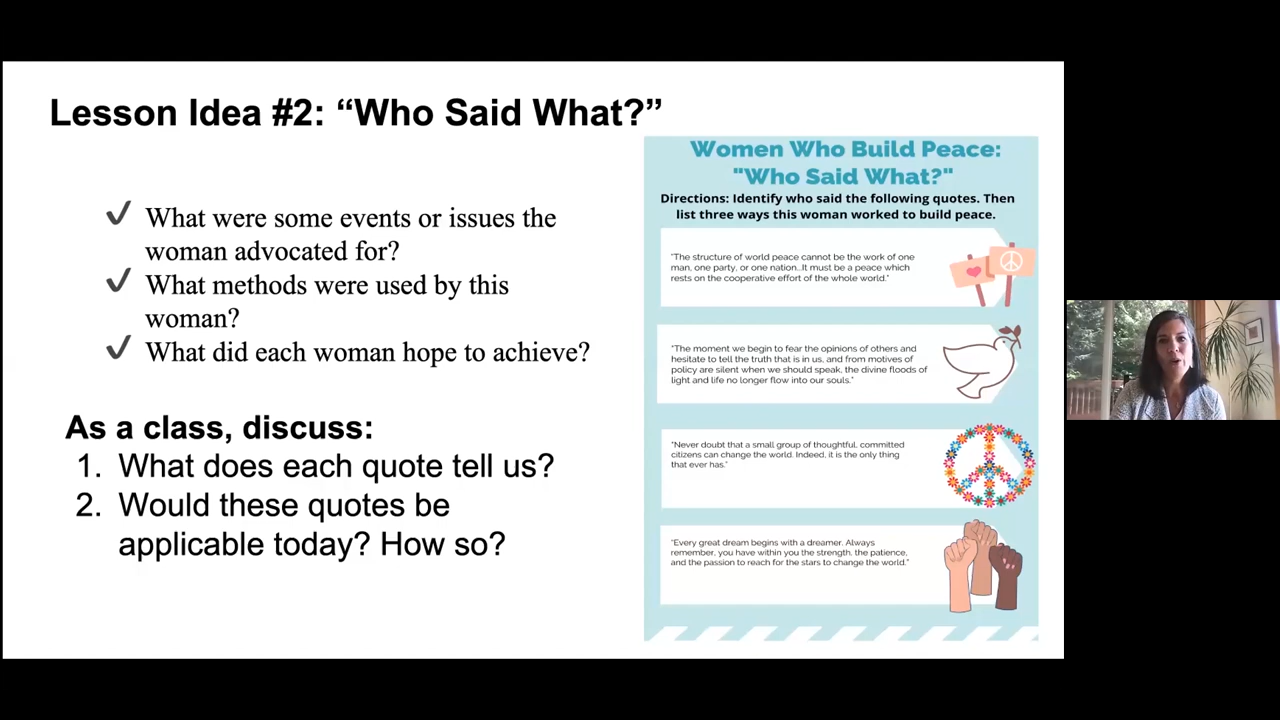 Lesson Idea #2: “Who Said What?”
✓ What were some events or issues the
woman advocated for?
✓ What methods were used by this
woman?
✓ What did each woman hope to achieve?
As a class, discuss:
1. What does each quote tell us?
2. Would these quotes be
applicable today? How so?
Women Who Build Peace:
"Who Said What?"
Directions: Identify who said the following quotes. Then
list three ways this woman worked to build peace.
"The structure of world peace cannot be the work of one
man, one party, or one nation...It must be a peace which
rests on the cooperative effort of the whole world."
"The moment we begin to fear the opinions of others and
hesitate to tell the truth that is in us, and from motives of
policy are silent when we should speak, the divine floods of
light and life no longer flow into our souls."
"Never doubt that a small group of thoughtful, committed
citizens can change the world. Indeed, it is the only thing
that ever has."
"Every great dream begins with a dreamer. Always
remember, you have within you the strength, the patience,
and the passion to reach for the stars to change the world."